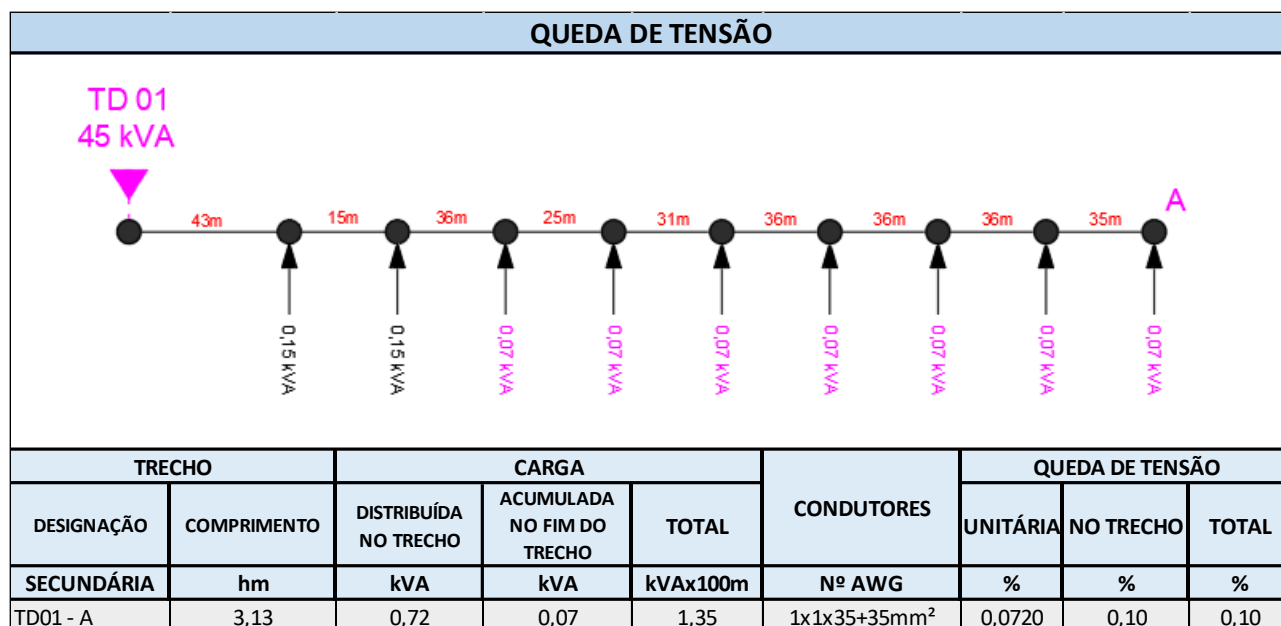 QUEDA DE TENSÃO
TD 01
45 kVA
A
43m 15m 36m 25m 31m 36m 36m 36m 35m
0,15 kVA 0,15 kVA 0,07 kVA 0,07 kVA 0,07 kVA 0,07 kVA 0,07 kVA 0,07 kVA 0,07 kVA
TRECHO CARGA CONDUTORES QUEDA DE TENSÃO
DESIGNAÇÃO COMPRIMENTO DISTRIBUÍDA NO TRECHO ACUMULADA NO FIM DO TRECHO TOTAL UNITÁRIA NO TRECHO TOTAL
SECUNDÁRIA hm kVA kVA kVAx100m Nº AWG % % %
TD01 - A 3,13 0,72 0,07 1,35 1x1x35+35mm² 0,0720 0,10 0,10